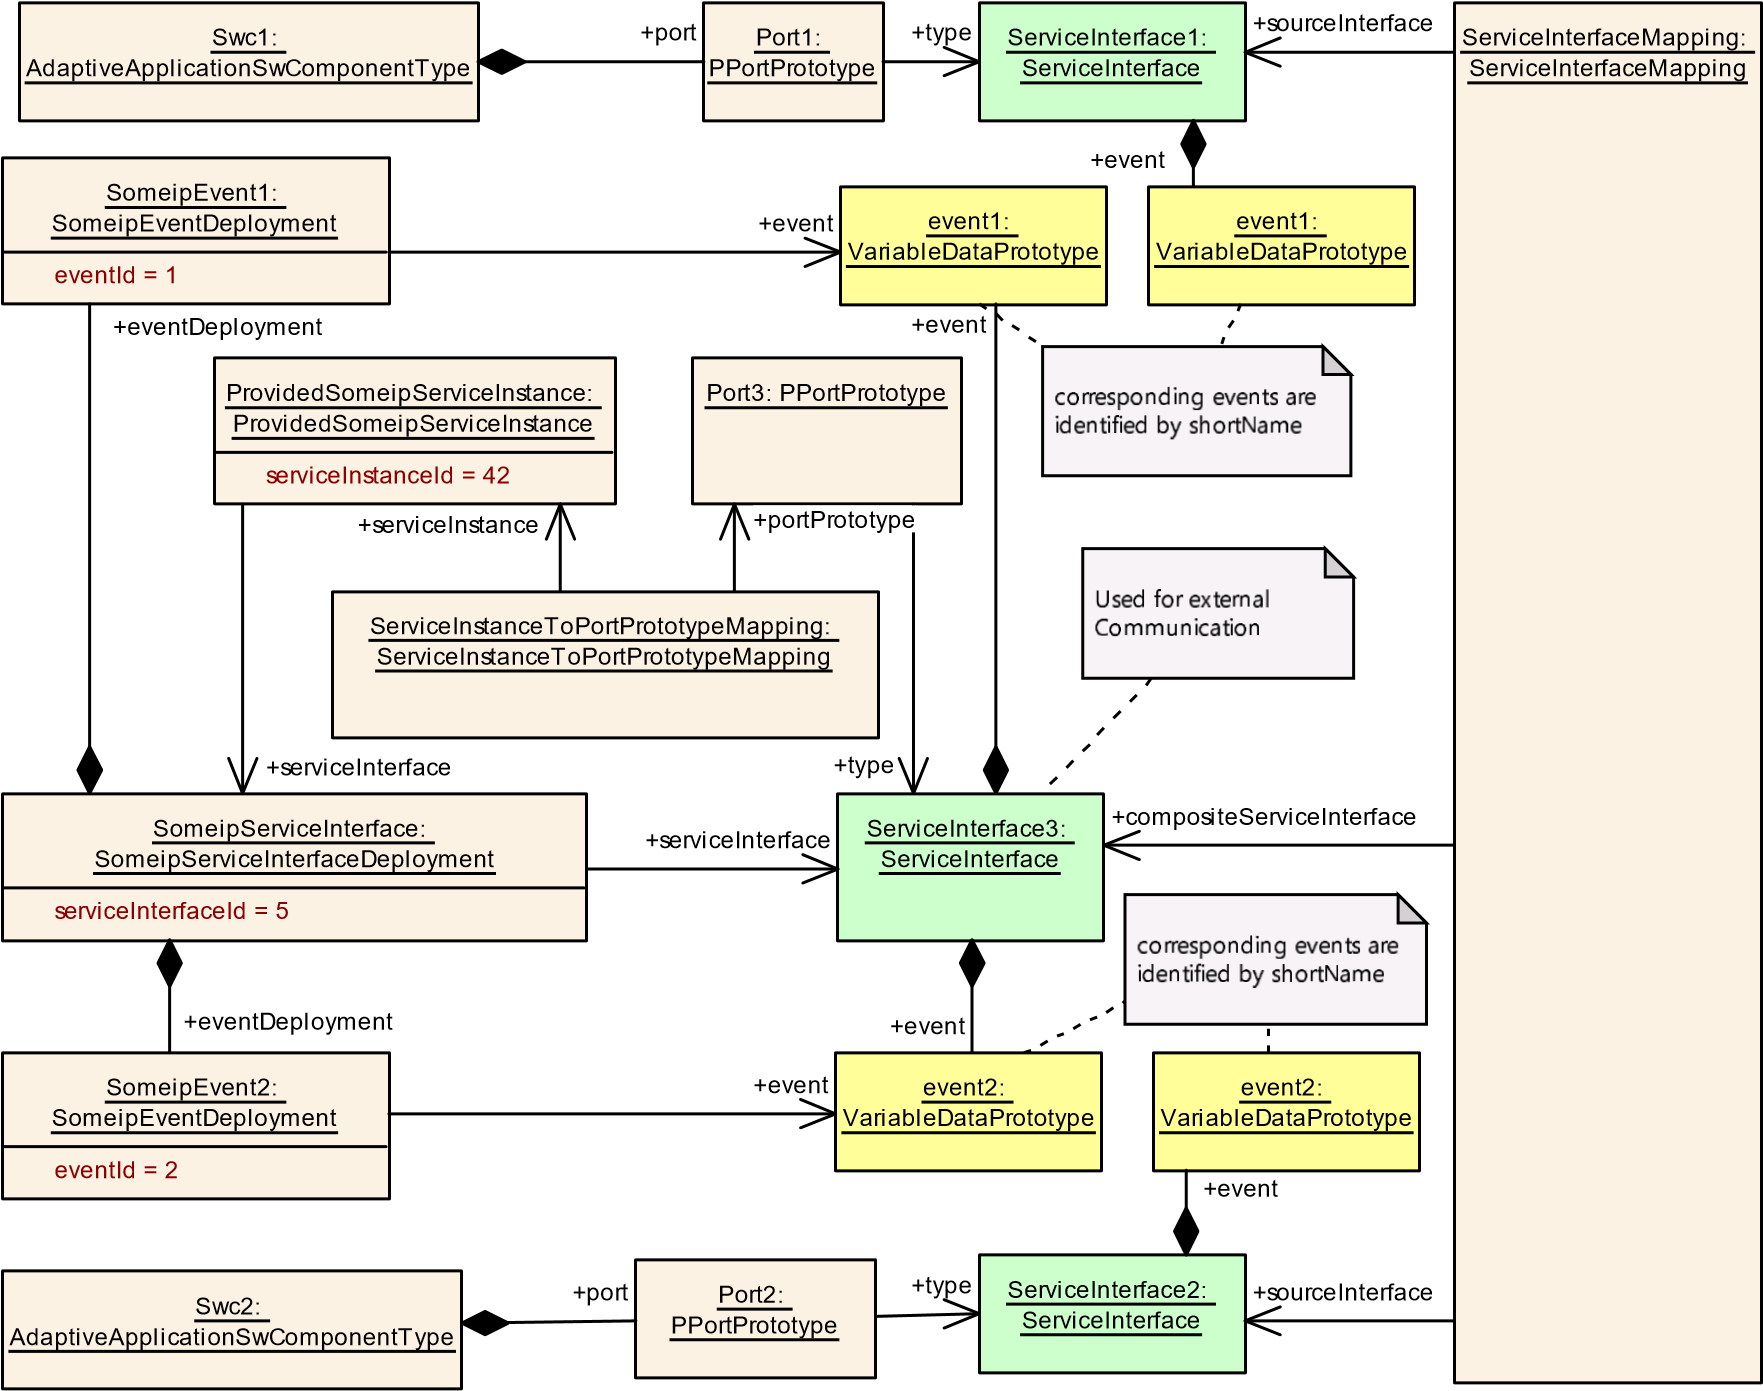 Swc1:
AdaptiveApplicationSwComponentType
+port
Port1:
PPortPrototype
+type
ServiceInterface1:
ServiceInterface
+sourceInterface
ServiceInterfaceMapping:
ServiceInterfaceMapping
+event
SomeipEvent1:
SomeipEventDeployment
eventId = 1
+event
event1:
VariableDataPrototype
event1:
VariableDataPrototype
+eventDeployment
+event
corresponding events are
identified by shortName
ProvidedSomeipServiceInstance:
ProvidedSomeipServiceInstance
serviceInstanceId = 42
Port3: PPortPrototype
+serviceInstance
+portPrototype
Used for external
Communication
ServiceInstanceToPortPrototypeMapping:
ServiceInstanceToPortPrototypeMapping
+serviceInterface
+type
SomeipServiceInterface:
SomeipServiceInterfaceDeployment
serviceInterfaceId = 5
+serviceInterface
ServiceInterface3:
ServiceInterface
+compositeServiceInterface
corresponding events are
identified by shortName
+eventDeployment
+event
SomeipEvent2:
SomeipEventDeployment
eventId = 2
+event
event2:
VariableDataPrototype
event2:
VariableDataPrototype
+event
Swc2:
AdaptiveApplicationSwComponentType
+port
Port2:
PPortPrototype
+type
ServiceInterface2:
ServiceInterface
+sourceInterface